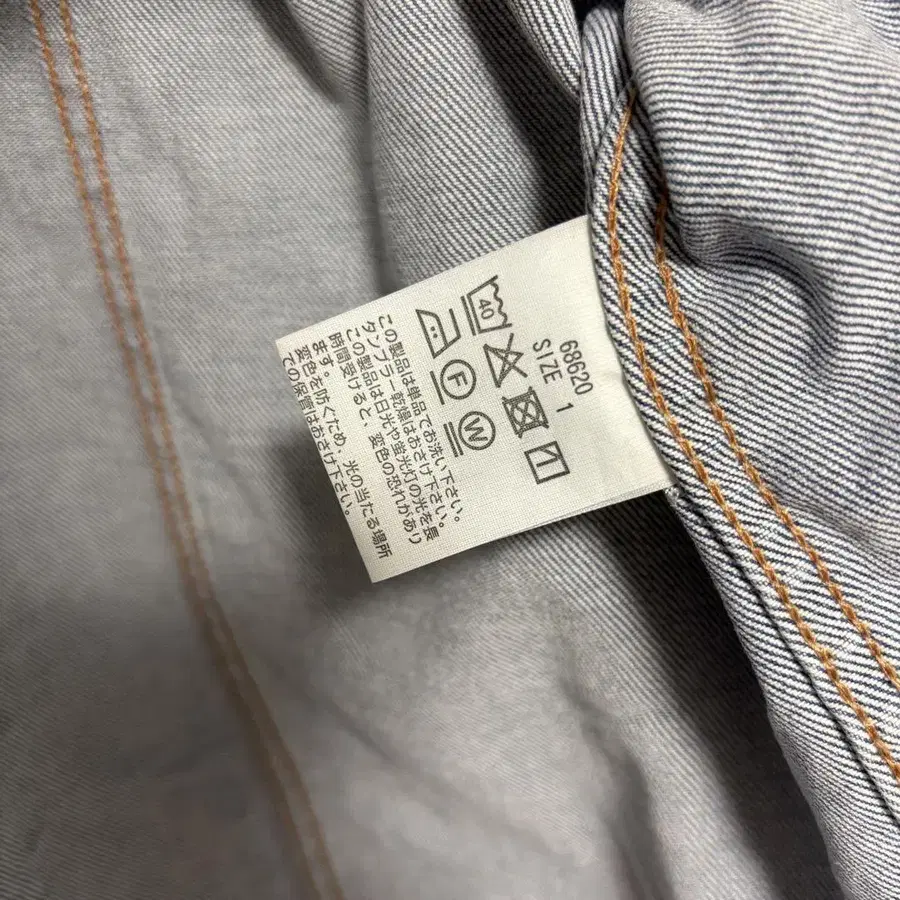 68620
SIZE 1
40
F
W
この製品は単品でお洗い下さい。
タンブラー乾燥はおさけ下さい。
この製品は日光や蛍光灯の光を長
時間受けると、変色の恐れがあり
ます。
変色を防ぐため、光の当たる場所
での保管はおさけ下さい。